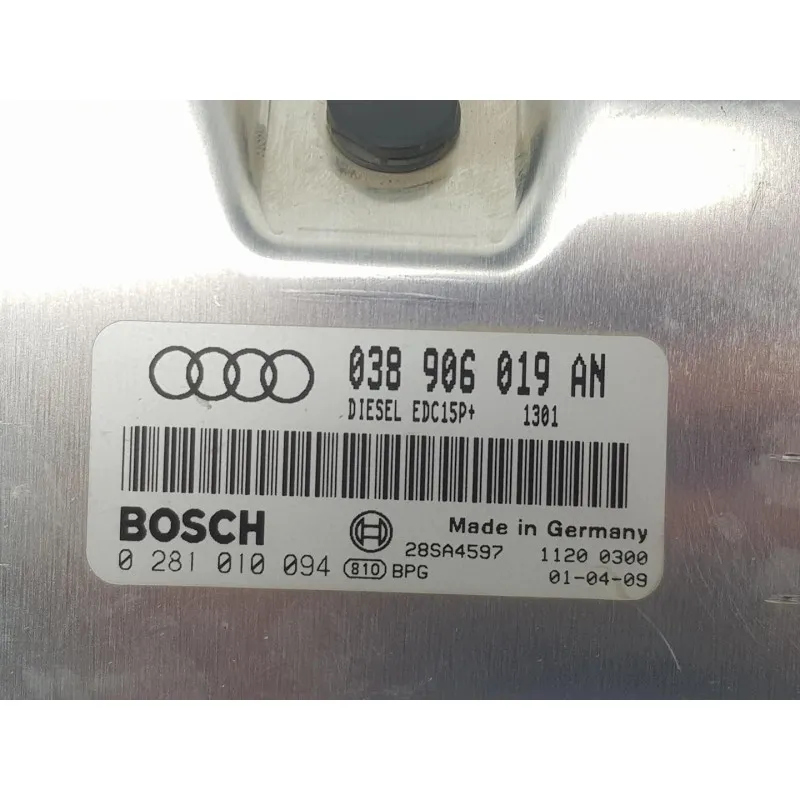 038 906 019 AN
DIESEL EDC15P+ 1301
BOSCH
Made in Germany
28SA4597 1120 0300
0 281 010 094 810 BPG 01-04-09